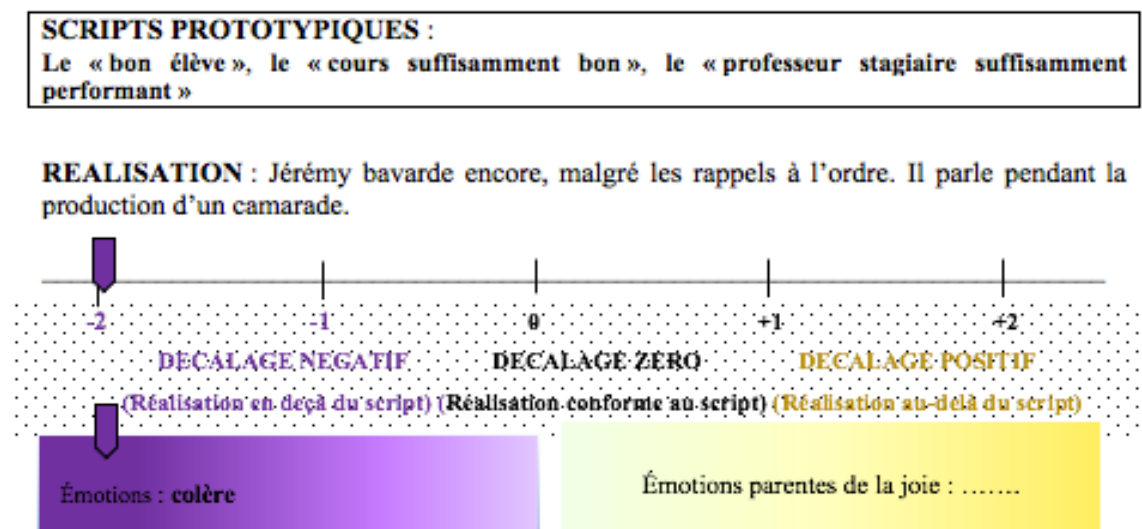 SCRIPTS PROTOTYPIQUES :
Le « bon élève », le « cours suffisamment bon », le « professeur stagiaire suffisamment
performant »
REALISATION : Jérémy bavarde encore, malgré les rappels à l'ordre. Il parle pendant la
production d'un camarade.
-2 -1 0 +1 +2
DECALAGE NEGATIF DECALAGE ZÉRO DECALAGE POSITIF
(Réalisation en deçà du script) (Réalisation conforme au script) (Réalisation au-delà du script)
Émotions : colère
Émotions parentes de la joie : .......